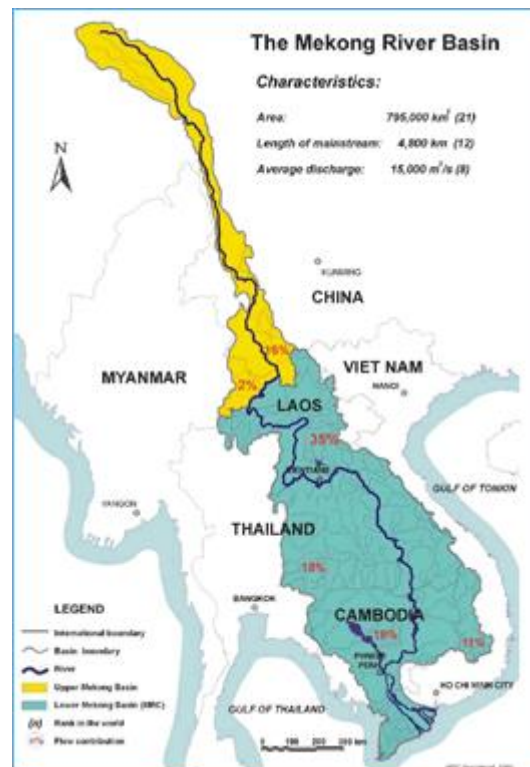 The Mekong River Basin
Characteristics:
Area: 795,000 km² (21)
Length of mainstream: 4,800 km (12)
Average discharge: 15,000 m³/s (8)
N
KUNMING
CHINA
16%
MYANMAR
2%
VIET NAM
HANOI
LAOS
35%
VIENTIANE
GULF OF TONKIN
YANGON
THAILAND
18%
BANGKOK
CAMBODIA
18%
11%
PHNOM PENH
HO CHI MINH CITY
GULF OF THAILAND
LEGEND
International boundary
Basin boundary
River
Upper Mekong Basin
Lower Mekong Basin (MRC)
(n) Rank in the world
Flow contribution
0 100 200 300 km